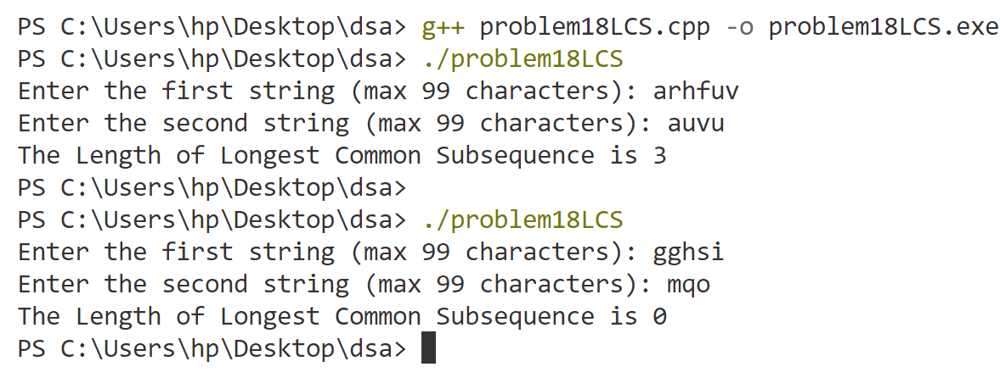 PS C:\Users\hp\Desktop\dsa> g++ problem18LCS.cpp -o problem18LCS.exe
PS C:\Users\hp\Desktop\dsa> ./problem18LCS
Enter the first string (max 99 characters): arhfuv
Enter the second string (max 99 characters): auvu
The Length of Longest Common Subsequence is 3
PS C:\Users\hp\Desktop\dsa>
PS C:\Users\hp\Desktop\dsa> ./problem18LCS
Enter the first string (max 99 characters): gghsi
Enter the second string (max 99 characters): mqo
The Length of Longest Common Subsequence is 0
PS C:\Users\hp\Desktop\dsa>